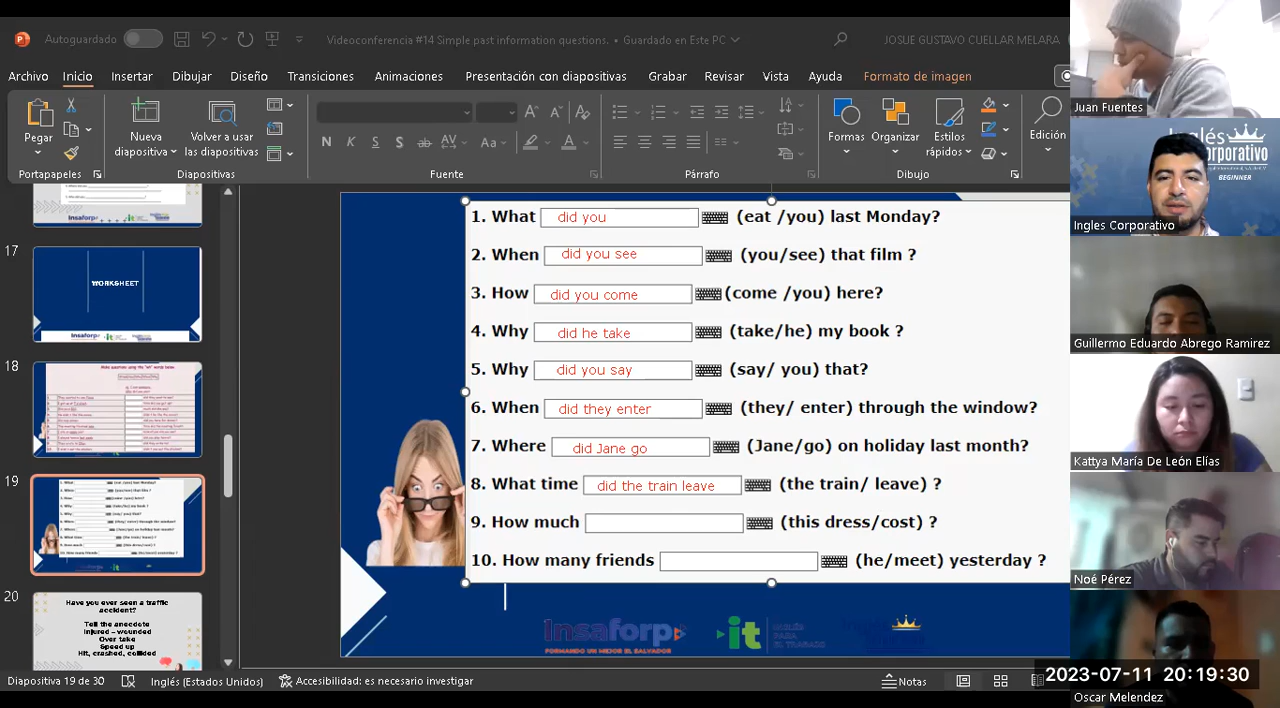 Autoguardado
Videoconferencia #14 Simple past information questions. • Guardado en Este PC
JOSUE GUSTAVO CUELLAR MELARA
Archivo Inicio Insertar Dibujar Diseño Transiciones Animaciones Presentación con diapositivas Grabar Revisar Vista Ayuda Formato de imagen
Pegar
Nueva diapositiva
Volver a usar las diapositivas
N K S S ab AV Aa A
Formas
Organizar
Estilos rápidos
Edición
Portapapeles
Diapositivas
Fuente
Párrafo
Dibujo
17
WORKSHEET
18
Make questions using the "wh" words below.
19
20
Have you ever seen a traffic
accident?
Tell the anecdote
Injured – wounded
Over take
Speed up
Hit, crashed, collided
1. What did you (eat /you) last Monday?
2. When did you see (you/see) that film ?
3. How did you come (come /you) here?
4. Why did he take (take/he) my book ?
5. Why did you say (say/ you) that?
6. When did they enter (they/ enter) through the window?
7. Where did Jane go (Jane/go) on holiday last month?
8. What time did the train leave (the train/ leave) ?
9. How much (this dress/cost) ?
10. How many friends (he/meet) yesterday ?
Insaforp
FORMANDO UN MEJOR EL SALVADOR
it
INGLÉS
PARA
EL TRABAJO
Diapositiva 19 de 30
Inglés (Estados Unidos)
Accesibilidad: es necesario investigar
Notas
Juan Fuentes
Inglés
Corporativo
BEGINNER
Ingles Corporativo
Guillermo Eduardo Abrego Ramirez
Kattya María De León Elías
Noé Pérez
2023-07-11 20:19:30
Oscar Melendez